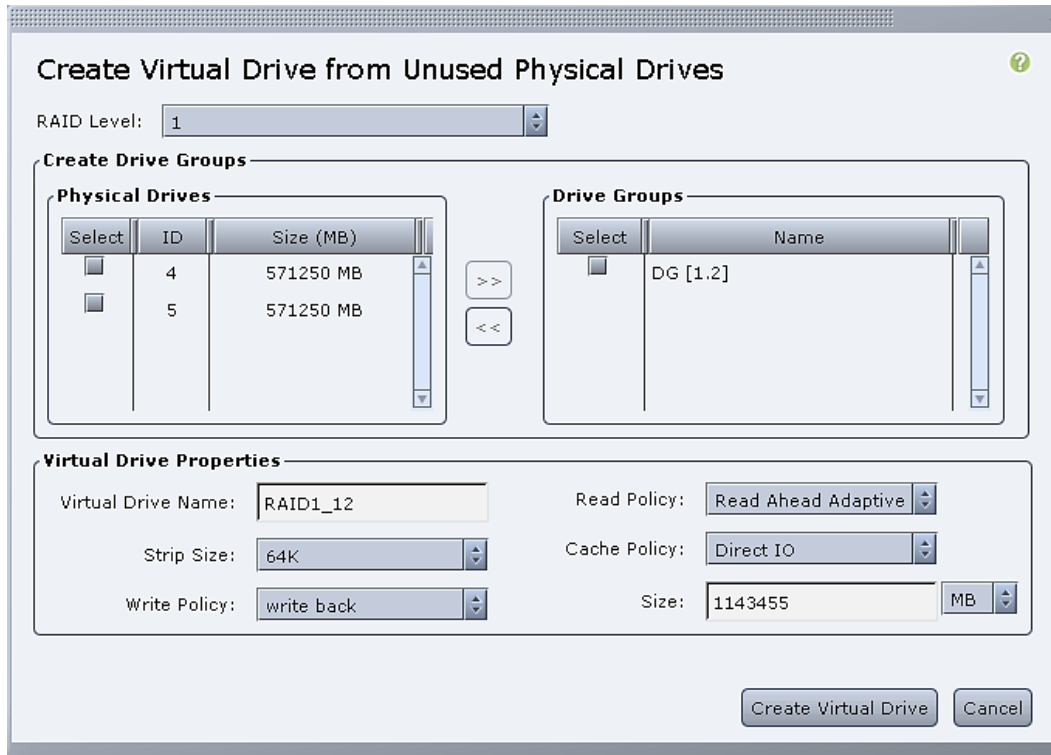 Create Virtual Drive from Unused Physical Drives
?
RAID Level: 1
Create Drive Groups
Physical Drives
Select ID Size (MB)
4 571250 MB
5 571250 MB
>>
<<
Drive Groups
Select Name
DG [1.2]
Virtual Drive Properties
Virtual Drive Name: RAID1_12
Strip Size: 64K
Write Policy: write back
Read Policy: Read Ahead Adaptive
Cache Policy: Direct IO
Size: 1143455 MB
Create Virtual Drive Cancel